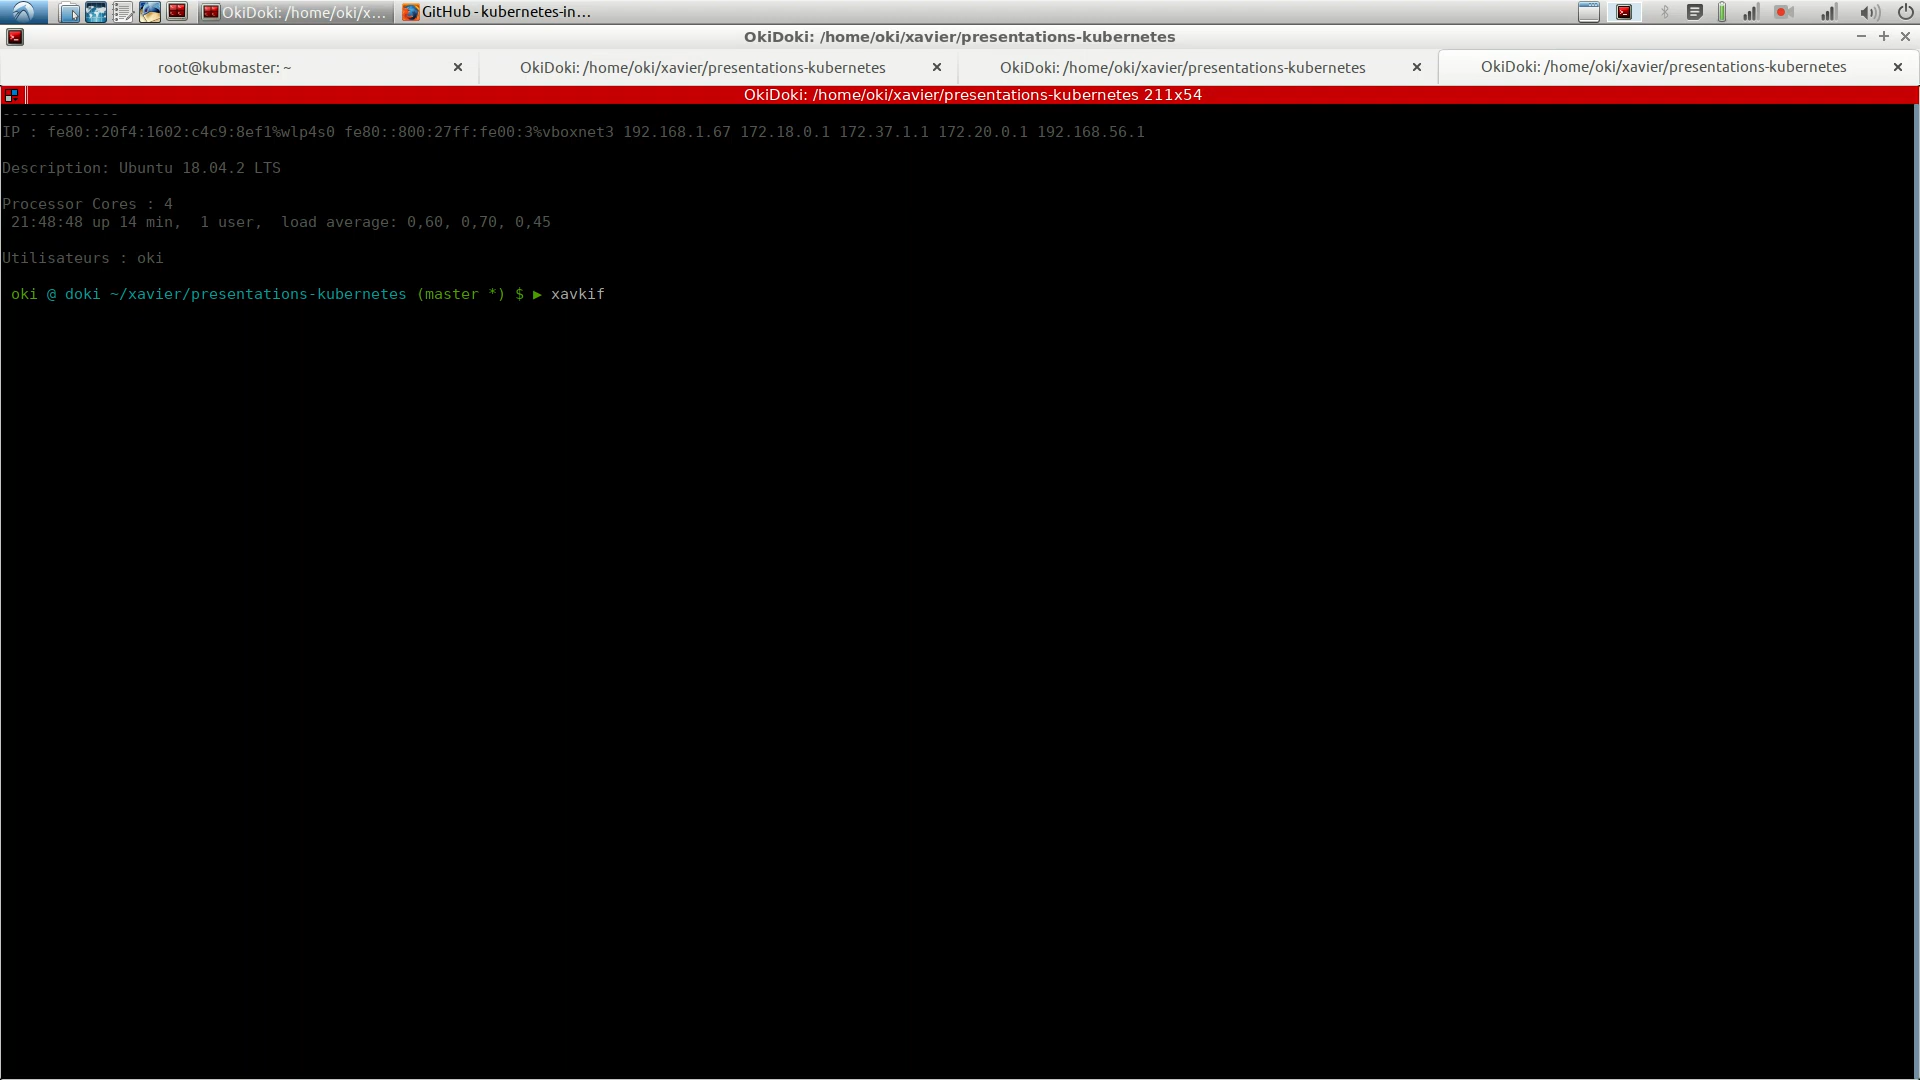 OkiDoki: /home/oki/x...
GitHub - kubernetes-in...
OkiDoki: /home/oki/xavier/presentations-kubernetes
root@kubmaster: ~
OkiDoki: /home/oki/xavier/presentations-kubernetes
OkiDoki: /home/oki/xavier/presentations-kubernetes
OkiDoki: /home/oki/xavier/presentations-kubernetes
OkiDoki: /home/oki/xavier/presentations-kubernetes 211x54
-------------
IP : fe80::20f4:1602:c4c9:8ef1%wlp4s0 fe80::800:27ff:fe00:3%vboxnet3 192.168.1.67 172.18.0.1 172.37.1.1 172.20.0.1 192.168.56.1
Description: Ubuntu 18.04.2 LTS
Processor Cores : 4
21:48:48 up 14 min,  1 user,  load average: 0,60, 0,70, 0,45
Utilisateurs : oki
oki @ doki ~/xavier/presentations-kubernetes (master *) $ ▶ xavkif